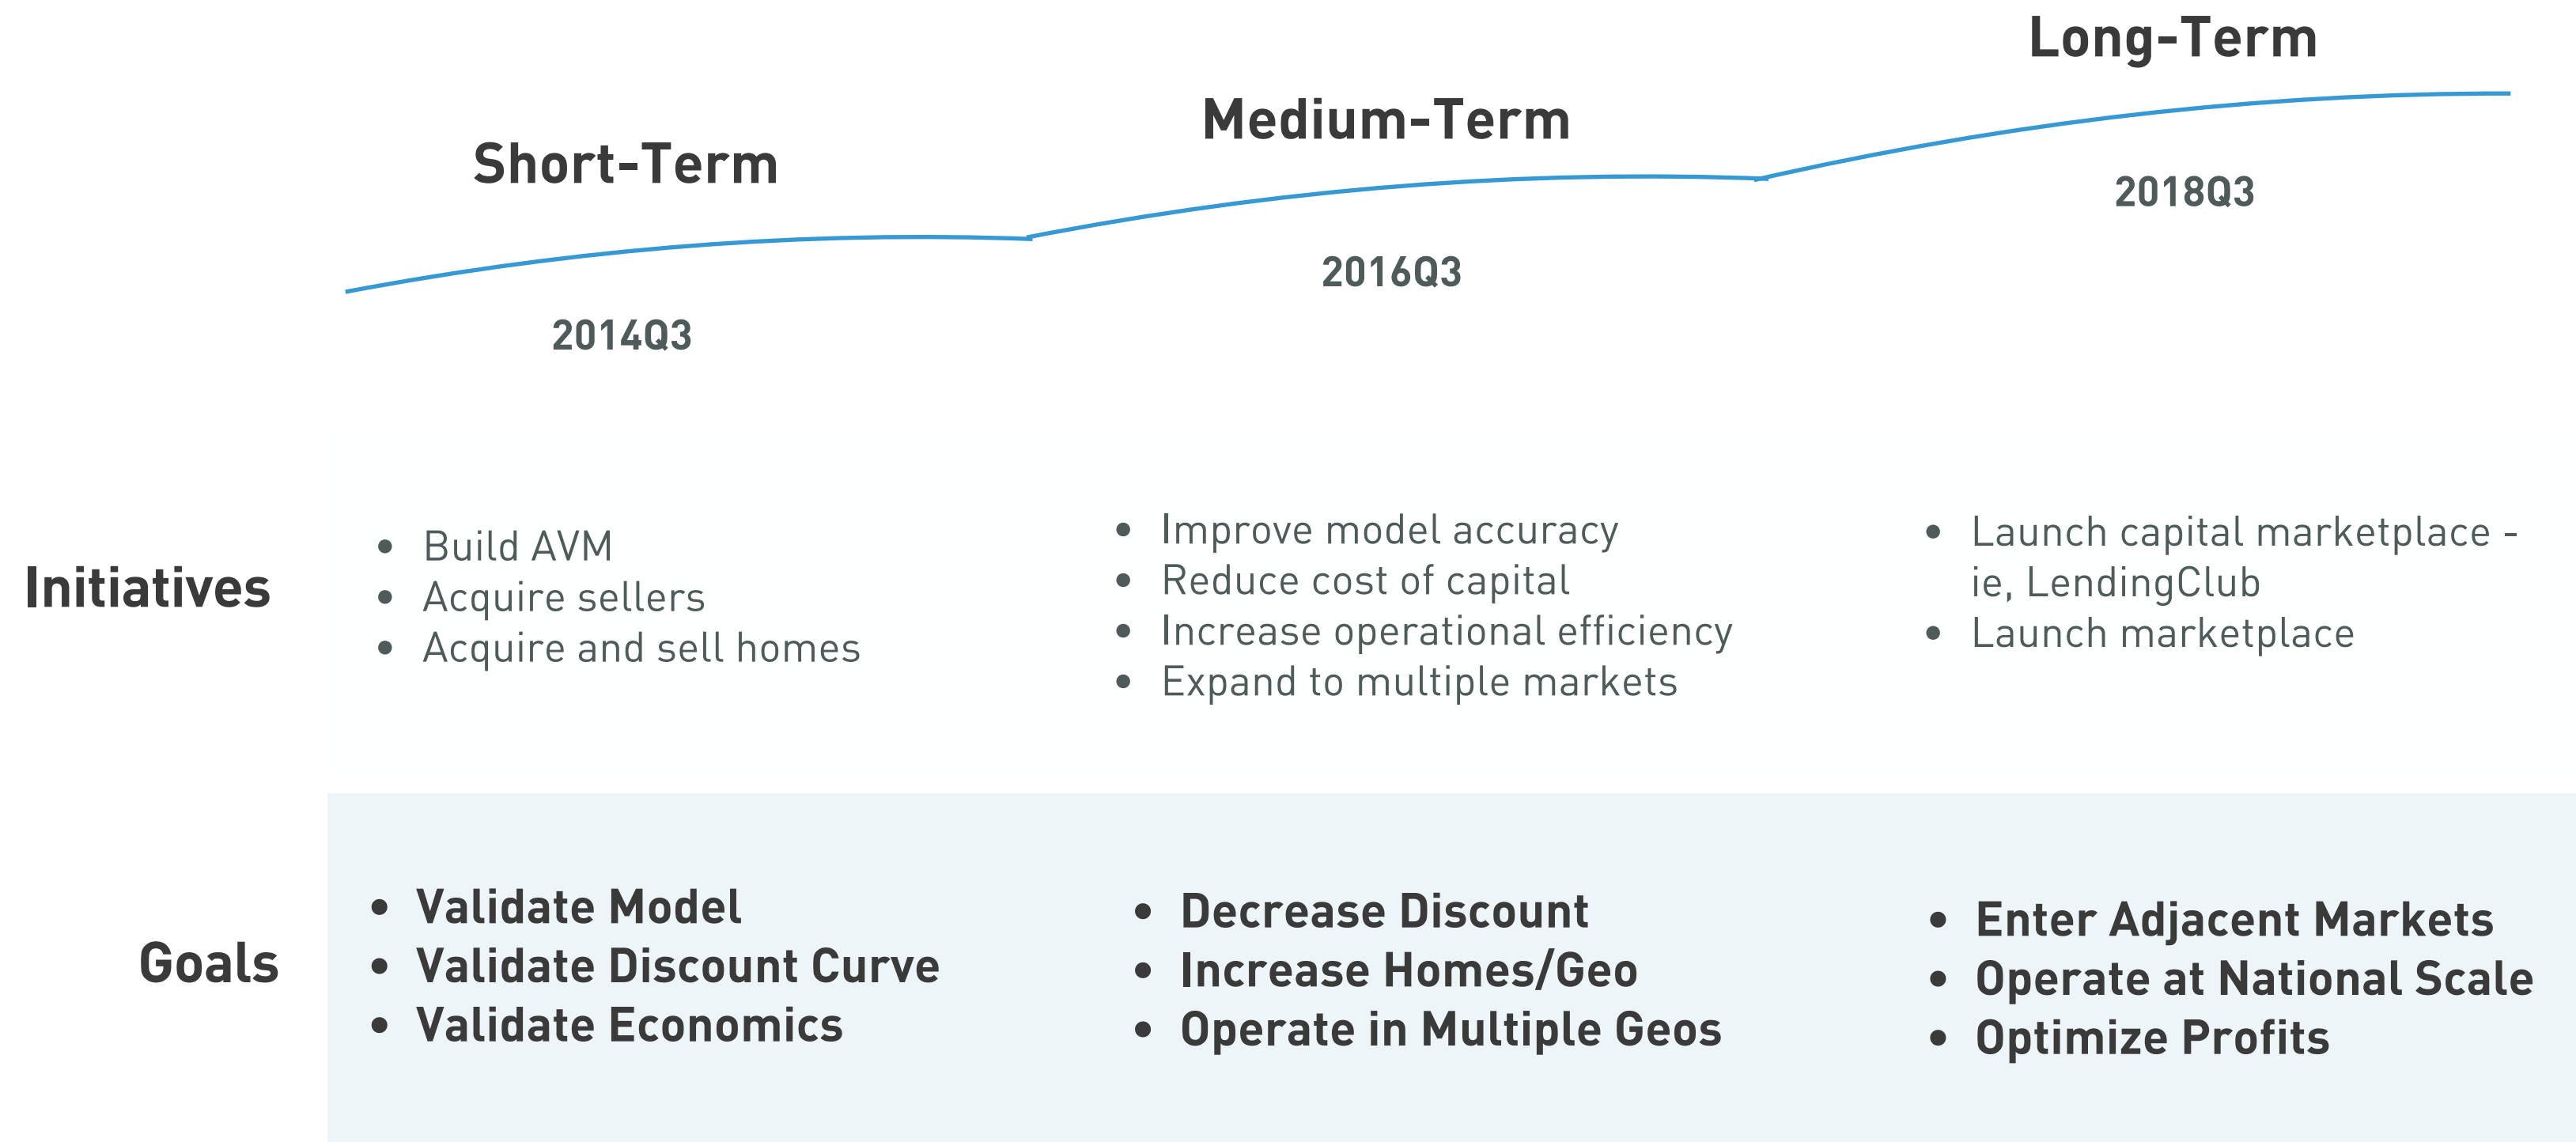 Short-Term
Medium-Term
Long-Term
2014Q3
2016Q3
2018Q3
Initiatives
• Build AVM
• Acquire sellers
• Acquire and sell homes
• Improve model accuracy
• Reduce cost of capital
• Increase operational efficiency
• Expand to multiple markets
• Launch capital marketplace -
ie, LendingClub
• Launch marketplace
Goals
• Validate Model
• Validate Discount Curve
• Validate Economics
• Decrease Discount
• Increase Homes/Geo
• Operate in Multiple Geos
• Enter Adjacent Markets
• Operate at National Scale
• Optimize Profits